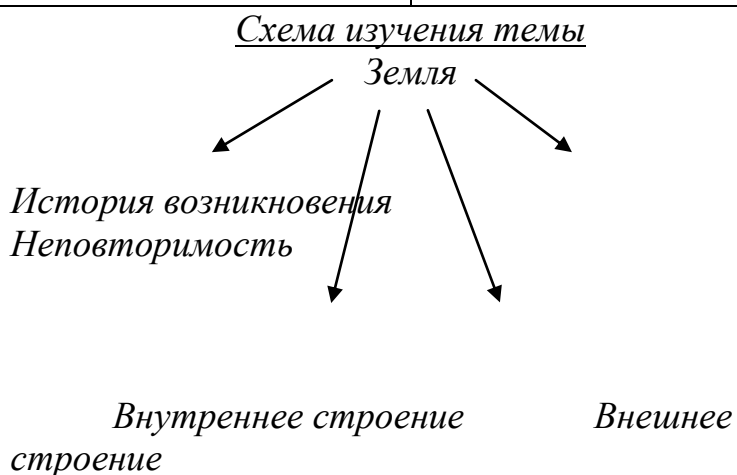 Схема изучения темы
Земля
История возникновения
Неповторимость
Внутреннее строение Внешнее
строение